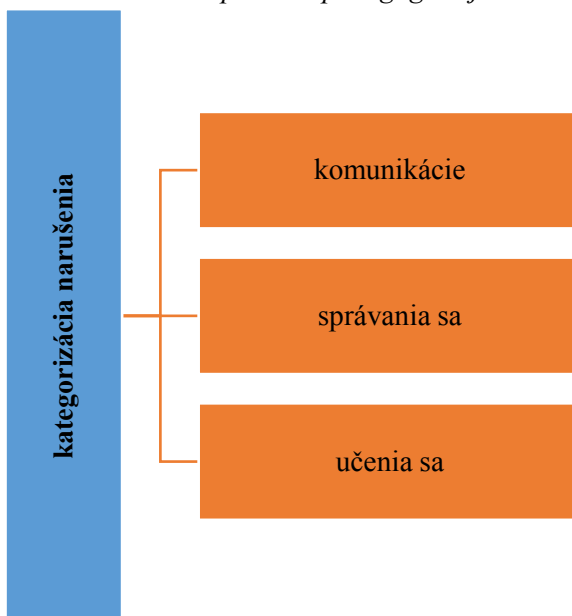 kategorizácia narušenia
komunikácie
správania sa
učenia sa